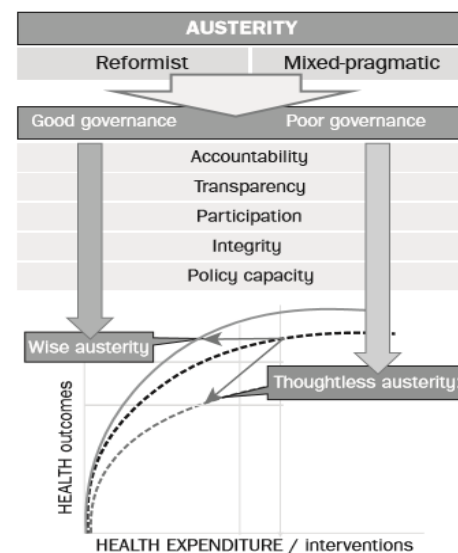 AUSTERITY
Reformist Mixed-pragmatic
Good governance Poor governance
Accountability
Transparency
Participation
Integrity
Policy capacity
Wise austerity
Thoughtless austerity:
HEALTH outcomes
HEALTH EXPENDITURE / interventions